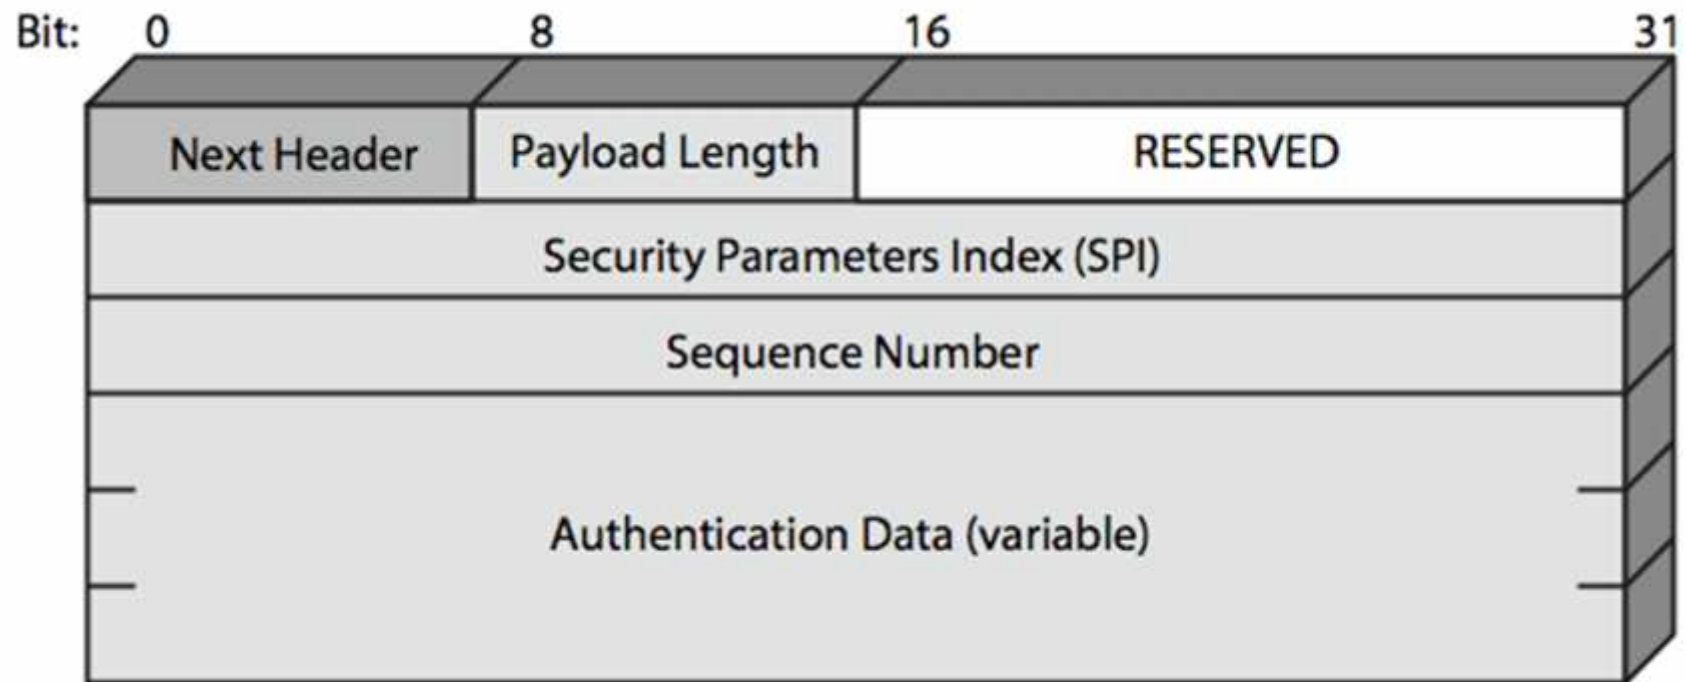 Bit: 0 8 16 31
Next Header Payload Length RESERVED
Security Parameters Index (SPI)
Sequence Number
Authentication Data (variable)